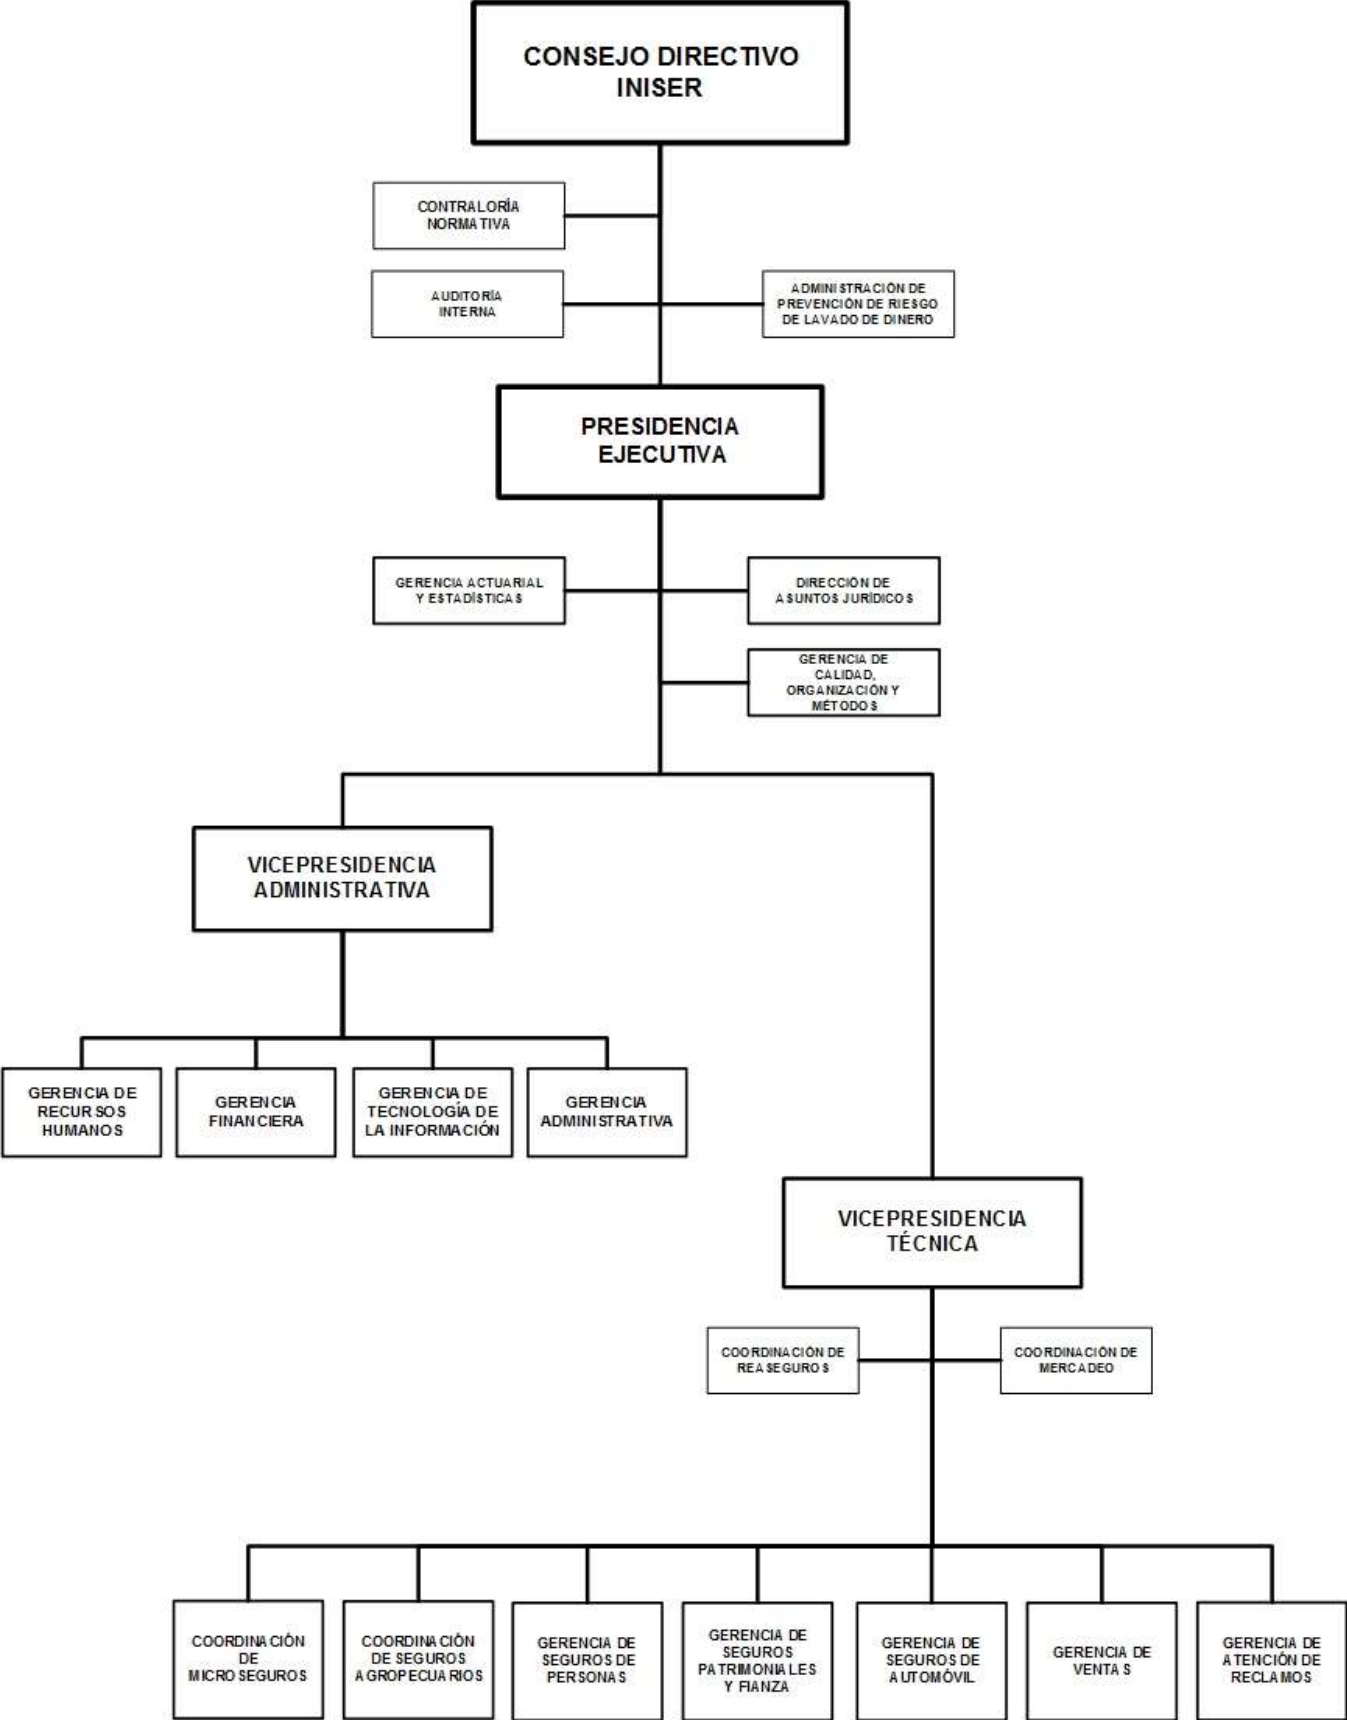 CONSEJO DIRECTIVO
INISER
CONTRALORÍA
NORMATIVA
AUDITORÍA
INTERNA
ADMINISTRACIÓN DE
PREVENCIÓN DE RIESGO
DE LAVADO DE DINERO
PRESIDENCIA
EJECUTIVA
GERENCIA ACTUARIAL
Y ESTADÍSTICAS
DIRECCIÓN DE
ASUNTOS JURÍDICOS
GERENCIA DE
CALIDAD,
ORGANIZACIÓN Y
MÉTODOS
VICEPRESIDENCIA
ADMINISTRATIVA
GERENCIA DE
RECURSOS
HUMANOS
GERENCIA
FINANCIERA
GERENCIA DE
TECNOLOGÍA DE
LA INFORMACIÓN
GERENCIA
ADMINISTRATIVA
VICEPRESIDENCIA
TÉCNICA
COORDINACIÓN DE
REASEGUROS
COORDINACIÓN DE
MERCADEO
COORDINACIÓN
DE
MICROSEGUROS
COORDINACIÓN
DE SEGUROS
AGROPECUARIOS
GERENCIA DE
SEGUROS DE
PERSONAS
GERENCIA DE
SEGUROS
PATRIMONIALES
Y FIANZA
GERENCIA DE
SEGUROS DE
AUTOMÓVIL
GERENCIA DE
VENTAS
GERENCIA DE
ATENCIÓN DE
RECLAMOS